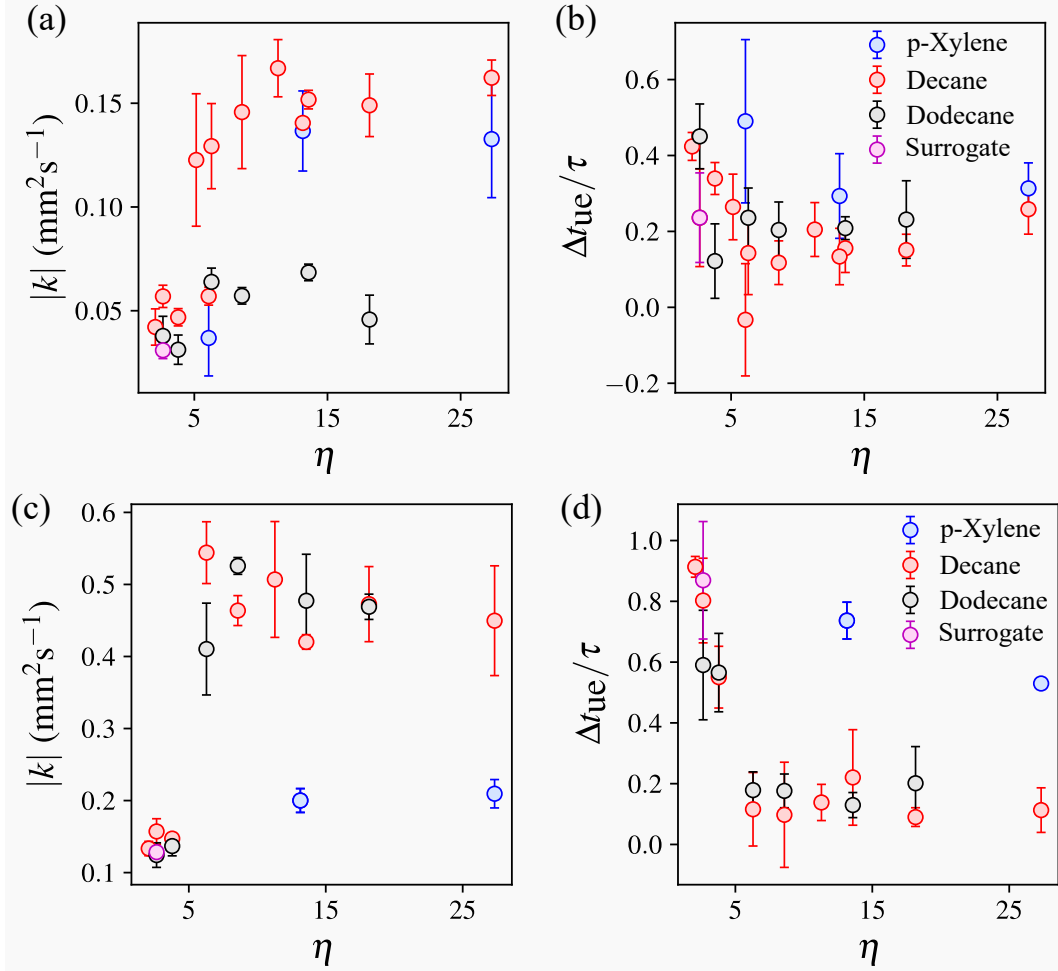 (a)
|k| (mm²s⁻¹)
0.15
0.10
0.05
5
15
25
η
(b)
Δtue/τ
0.6
0.4
0.2
0.0
−0.2
p-Xylene
Decane
Dodecane
Surrogate
5
15
25
η
(c)
|k| (mm²s⁻¹)
0.6
0.5
0.4
0.3
0.2
0.1
5
15
25
η
(d)
Δtue/τ
1.0
0.8
0.6
0.4
0.2
0.0
p-Xylene
Decane
Dodecane
Surrogate
5
15
25
η